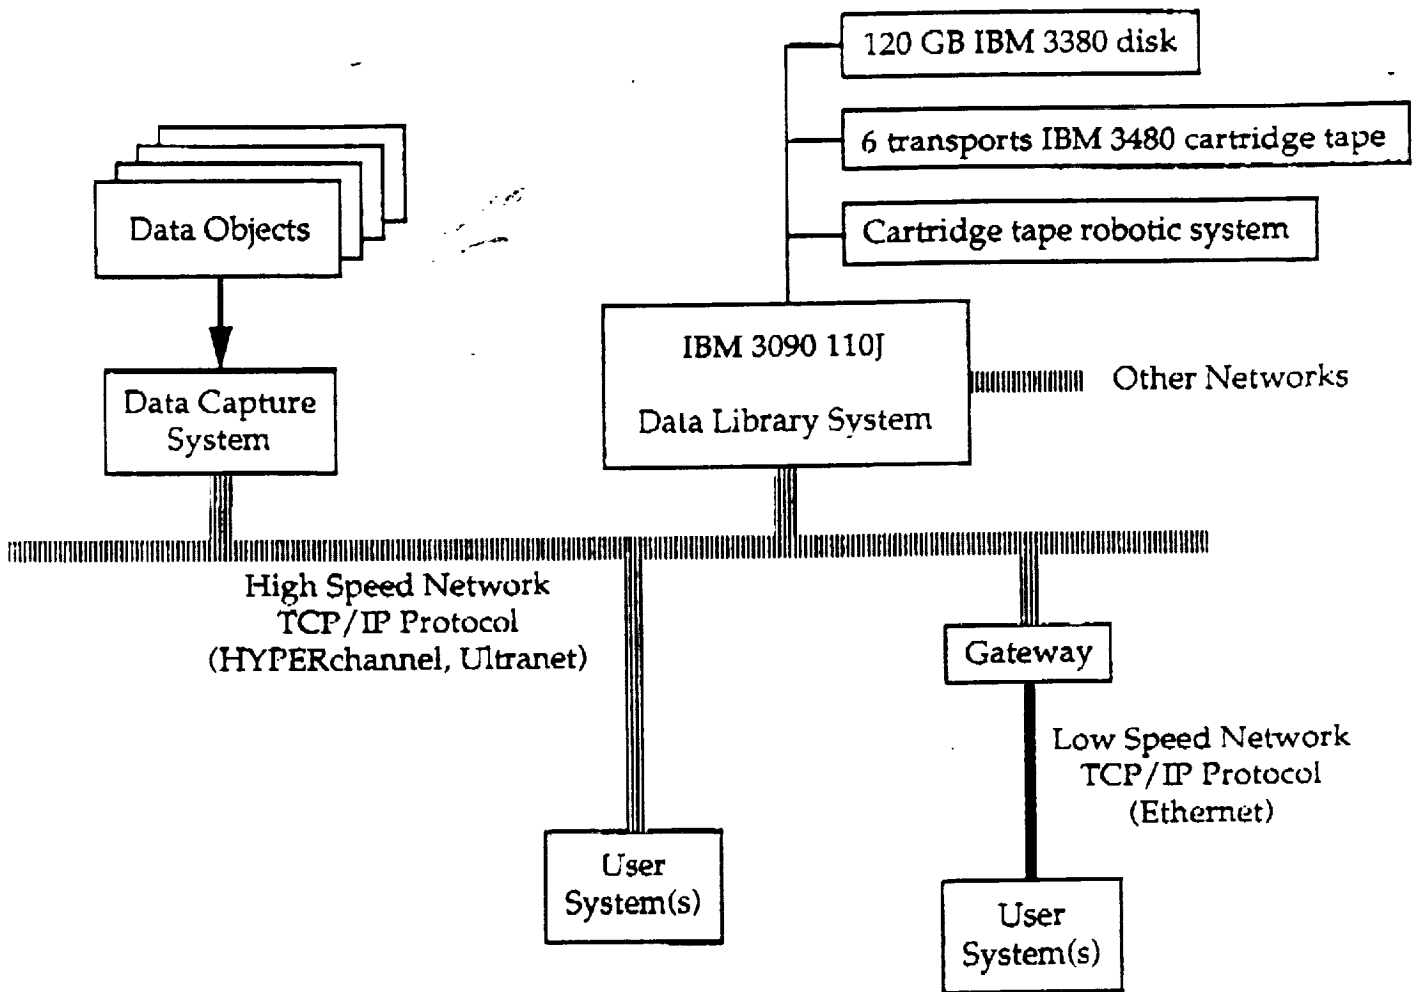 120 GB IBM 3380 disk
6 transports IBM 3480 cartridge tape
Cartridge tape robotic system
Data Objects
IBM 3090 110J
Data Library System
Other Networks
Data Capture
System
High Speed Network
TCP/IP Protocol
(HYPERchannel, Ultranet)
Gateway
Low Speed Network
TCP/IP Protocol
(Ethernet)
User
System(s)
User
System(s)